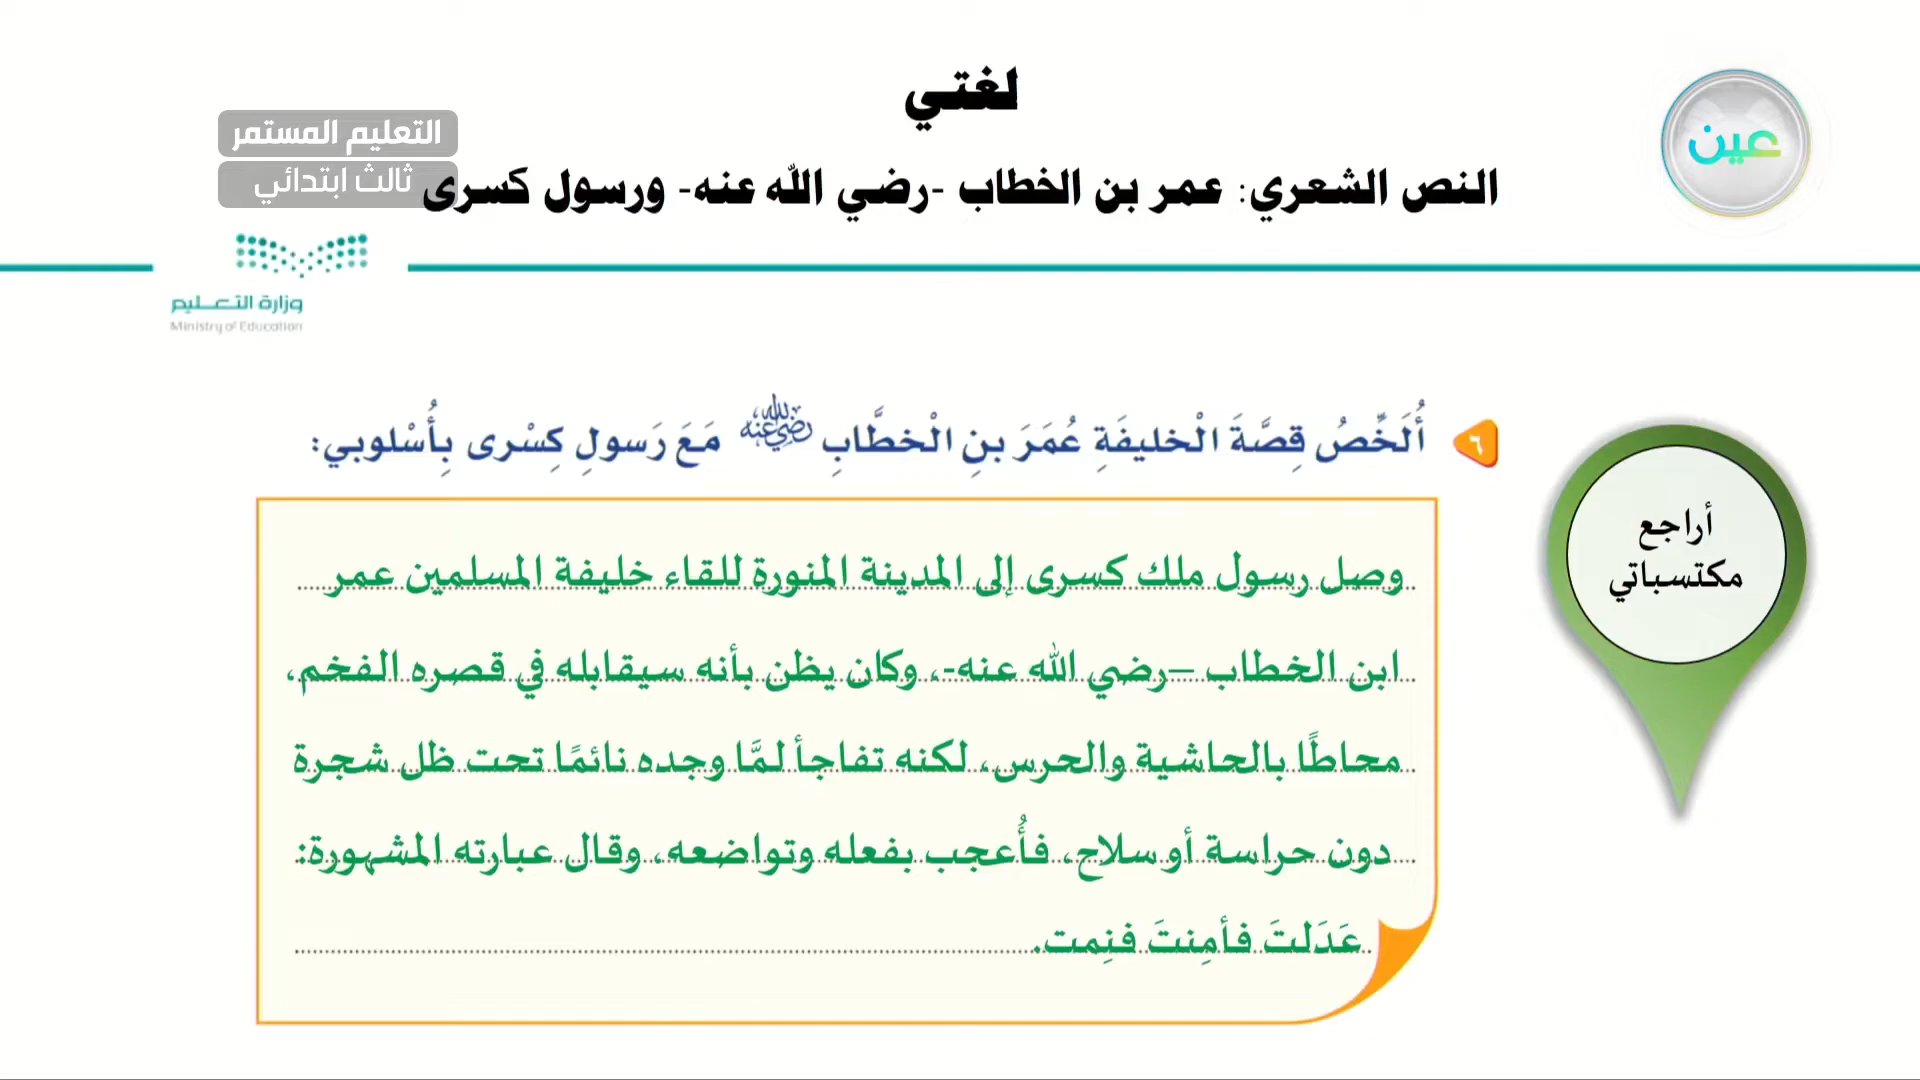 لغتي
عين
التعليم المستمر
ثالث ابتدائي
النص الشعري: عمر بن الخطاب -رضي الله عنه- ورسول كسرى
وزارة التعـــليم
Ministry of Education
٦ أُلَخِّصُ قِصَّةَ الْخليفَةِ عُمَرَ بنِ الْخطَّابِ رضي الله عنه مَعَ رَسولِ كِسْرى بِأُسْلوبي:
أراجع
مكتسباتي
وصل رسول ملك كسرى إلى المدينة المنورة للقاء خليفة المسلمين عمر
ابن الخطاب –رضي الله عنه-، وكان يظن بأنه سيقابله في قصره الفخم،
محاطًا بالحاشية والحرس، لكنه تفاجأ لمَّا وجده نائمًا تحت ظل شجرة
دون حراسة أو سلاح، فأُعجب بفعله وتواضعه، وقال عبارته المشهورة:
عَدَلتَ فأمِنتَ فنِمت.